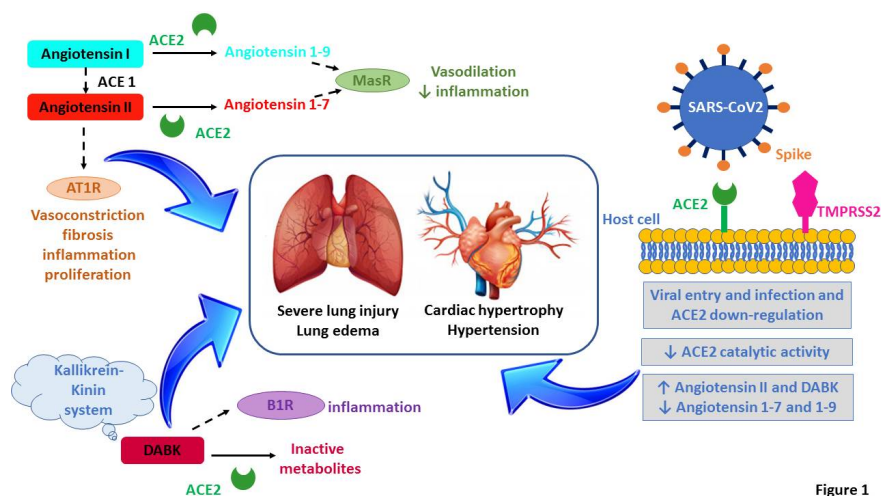 ACE2
Angiotensin I
Angiotensin 1-9
ACE 1
MasR
Vasodilation
↓ inflammation
Angiotensin II
Angiotensin 1-7
ACE2
AT1R
Vasoconstriction
fibrosis
inflammation
proliferation
Severe lung injury
Lung edema
Cardiac hypertrophy
Hypertension
Kallikrein-
Kinin
system
B1R
inflammation
DABK
Inactive
metabolites
ACE2
SARS-CoV2
Spike
ACE2
TMPRSS2
Host cell
Viral entry and infection and
ACE2 down-regulation
↓ ACE2 catalytic activity
↑ Angiotensin II and DABK
↓ Angiotensin 1-7 and 1-9
Figure 1